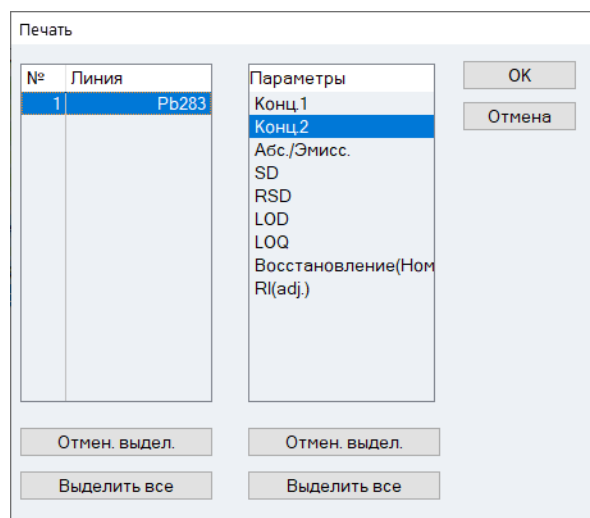 Печать
№ Линия
1 Pb283
Параметры
Конц.1
Конц.2
Абс./Эмисс.
SD
RSD
LOD
LOQ
Восстановление(Ном
RI(adj.)
OK
Отмена
Отмен. выдел.
Отмен. выдел.
Выделить все
Выделить все